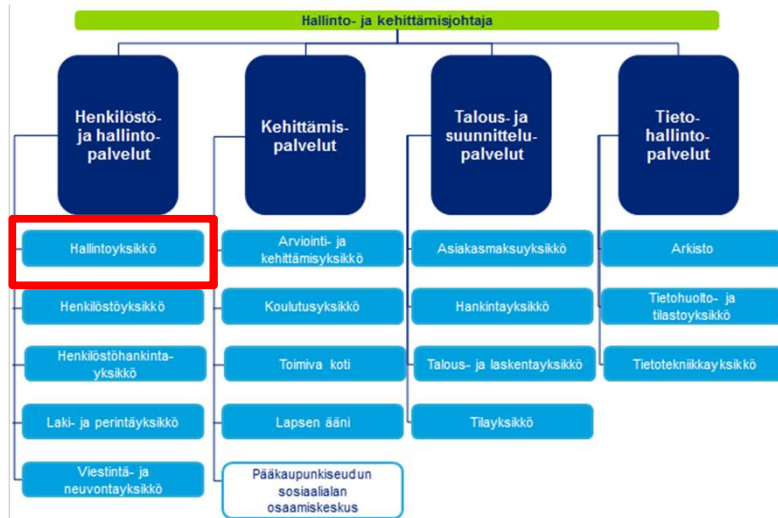 Hallinto- ja kehittämisjohtaja
Henkilöstö-
ja hallinto-
palvelut
Kehittämis-
palvelut
Talous- ja
suunnittelu-
palvelut
Tieto-
hallinto-
palvelut
Hallintoyksikkö
Arviointi- ja
kehittämisyksikkö
Asiakasmaksuyksikkö
Arkisto
Henkilöstöyksikkö
Koulutusyksikkö
Hankintayksikkö
Tietohuolto- ja
tilastoyksikkö
Henkilöstöhankinta-
yksikkö
Toimiva koti
Talous- ja laskentayksikkö
Tietotekniikkayksikkö
Laki- ja perintäyksikkö
Lapsen ääni
Tilayksikkö
Viestintä- ja
neuvontayksikkö
Pääkaupunkiseudun
sosiaalialan
osaamiskeskus